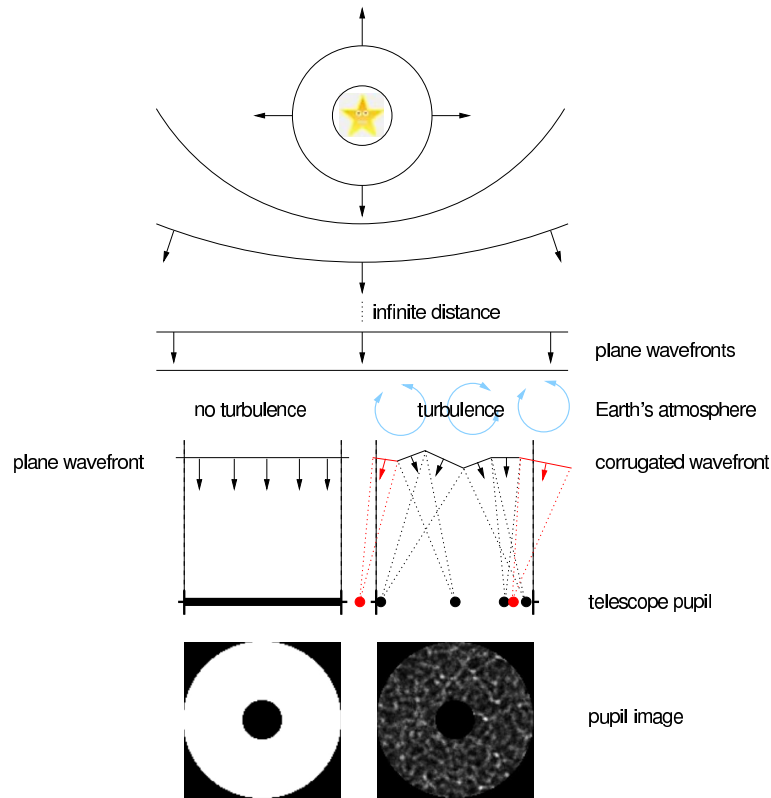 infinite distance
plane wavefronts
no turbulence
turbulence
Earth's atmosphere
plane wavefront
corrugated wavefront
telescope pupil
pupil image